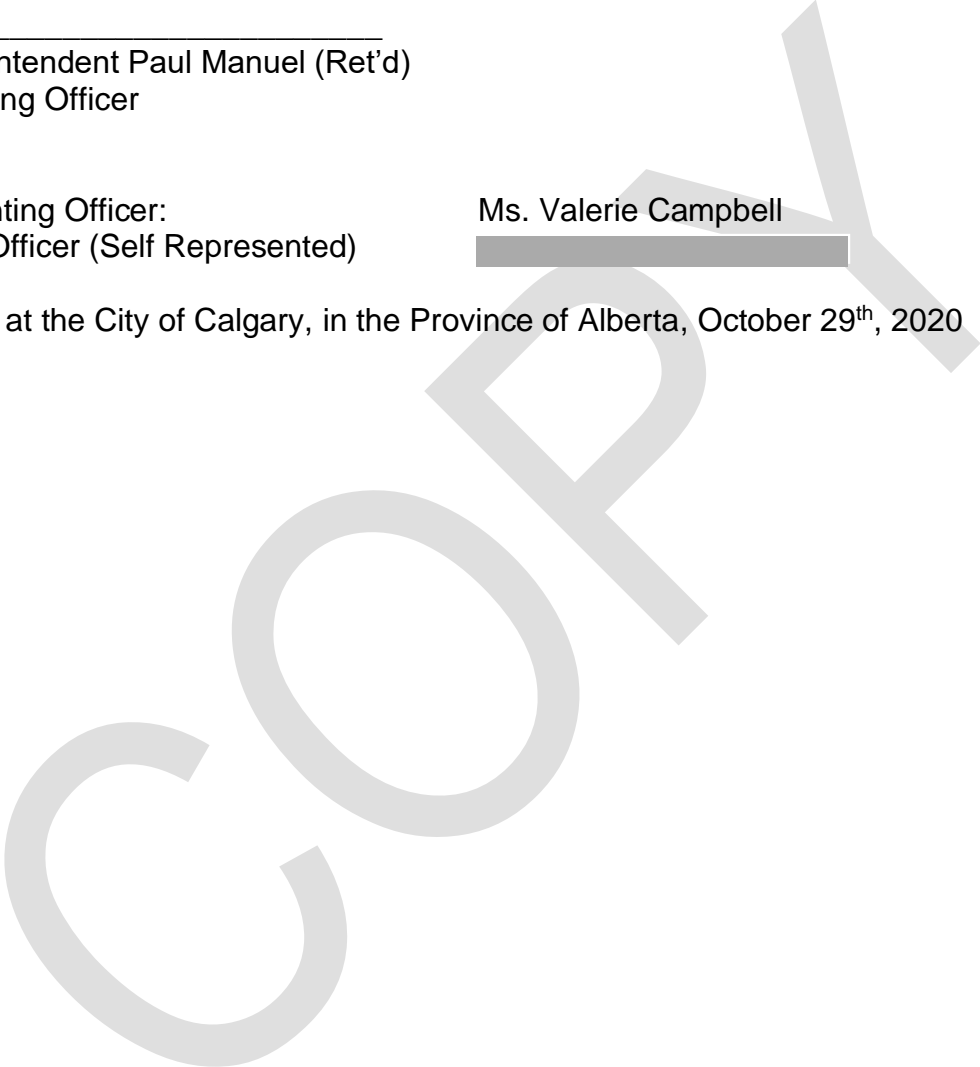 ntendent Paul Manuel (Ret’d)
ng Officer
nting Officer: Ms. Valerie Campbell
Officer (Self Represented)
at the City of Calgary, in the Province of Alberta, October 29th, 2020
COPY